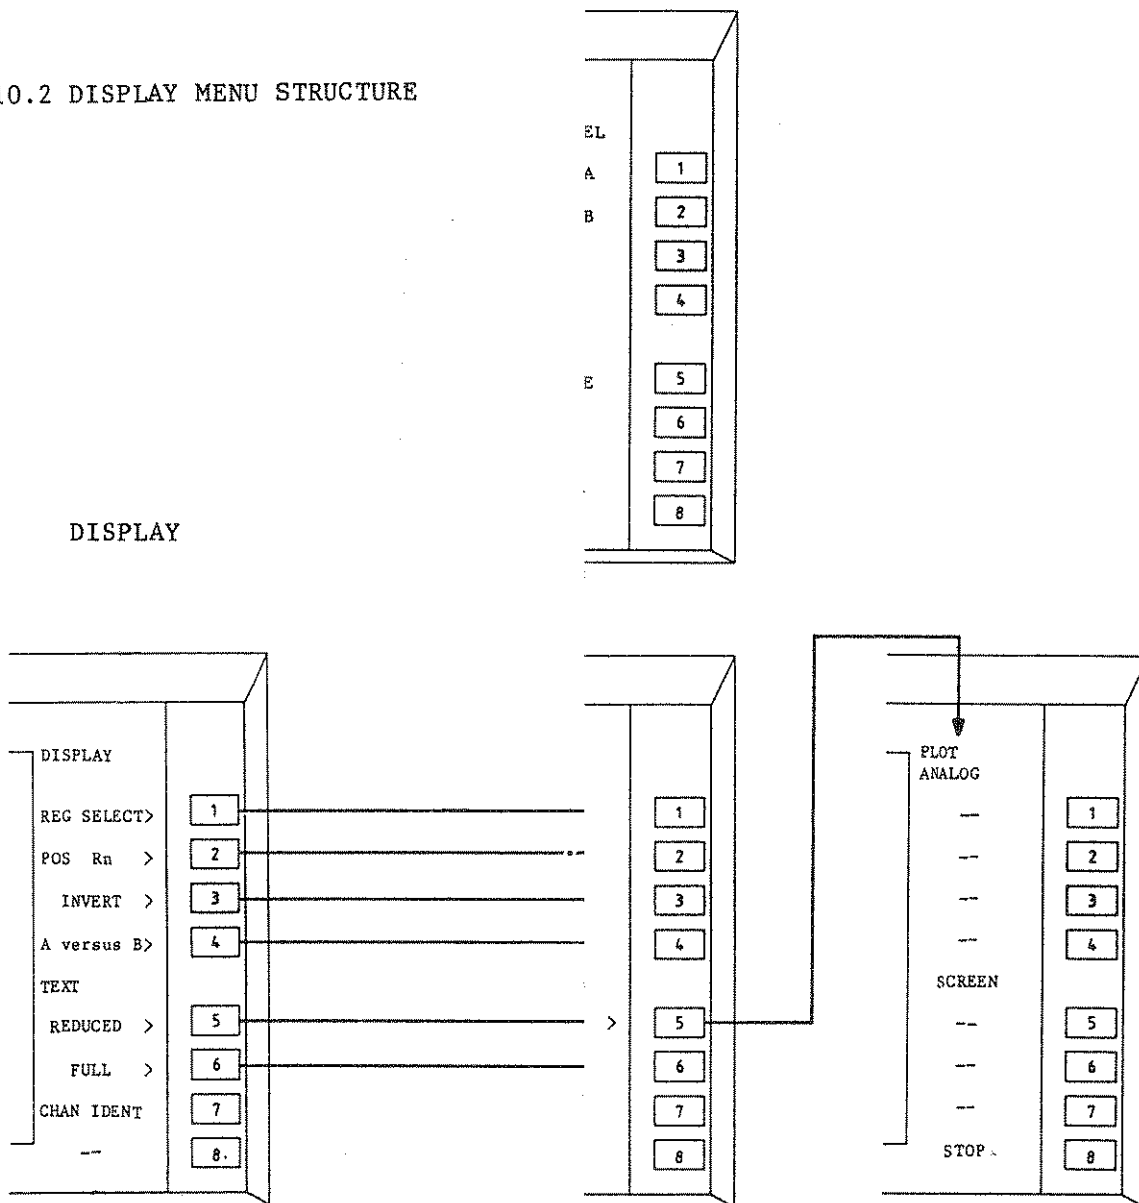 .0.2 DISPLAY MENU STRUCTURE
EL
A
1
B
2
3
4
E
5
6
7
8
DISPLAY
DISPLAY
REG SELECT>
1
POS Rn >
2
INVERT >
3
A versus B>
4
TEXT
REDUCED >
5
FULL >
6
CHAN IDENT
7
--
8.
1
2
3
4
>
5
6
7
8
PLOT
ANALOG
--
1
--
2
--
3
--
4
SCREEN
--
5
--
6
--
7
STOP
8